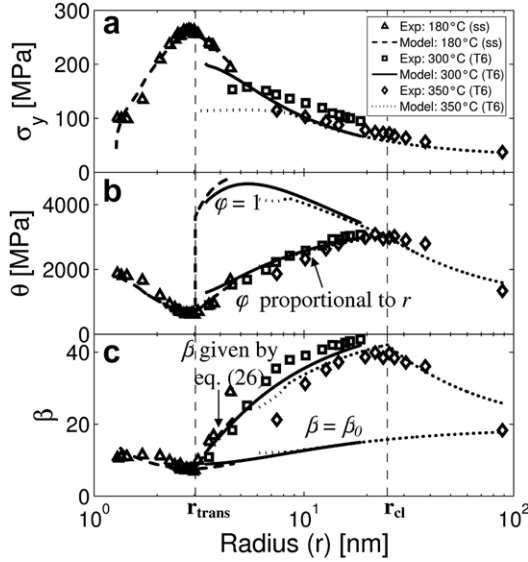 a
300
200
100
0
σy [MPa]
Exp: 180°C (ss)
Model: 180°C (ss)
Exp: 300°C (T6)
Model: 300°C (T6)
Exp: 350°C (T6)
Model: 350°C (T6)
b
4000
2000
0
θ [MPa]
φ = 1
φ proportional to r
c
40
20
0
β
β given by
eq. (26)
β = β0
10^0
r_trans
10^1
r_cl
10^2
Radius (r) [nm]